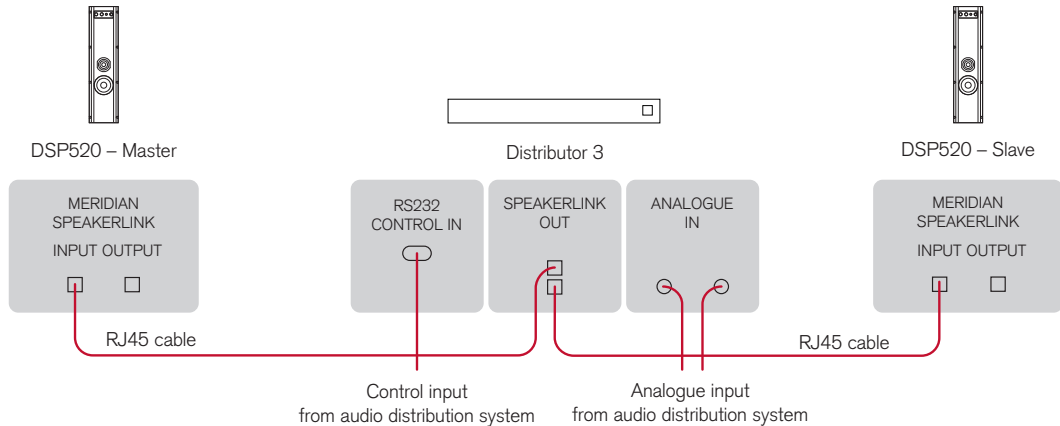 DSP520 – Master
Distributor 3
DSP520 – Slave
MERIDIAN
SPEAKERLINK
INPUT OUTPUT
RS232
CONTROL IN
SPEAKERLINK
OUT
ANALOGUE
IN
MERIDIAN
SPEAKERLINK
INPUT OUTPUT
RJ45 cable
RJ45 cable
Control input
from audio distribution system
Analogue input
from audio distribution system